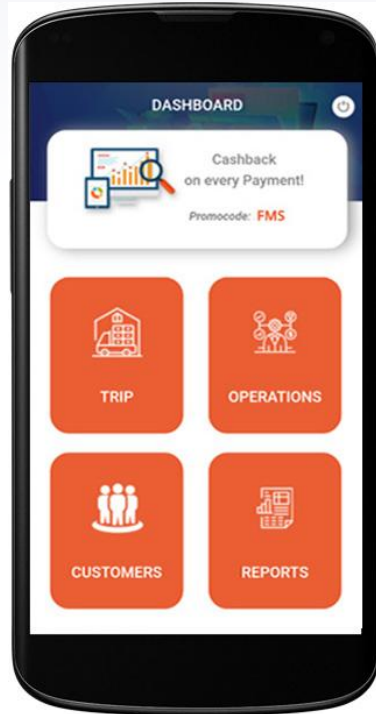 DASHBOARD
Cashback
on every Payment!
Promocode: FMS
TRIP
OPERATIONS
CUSTOMERS
REPORTS